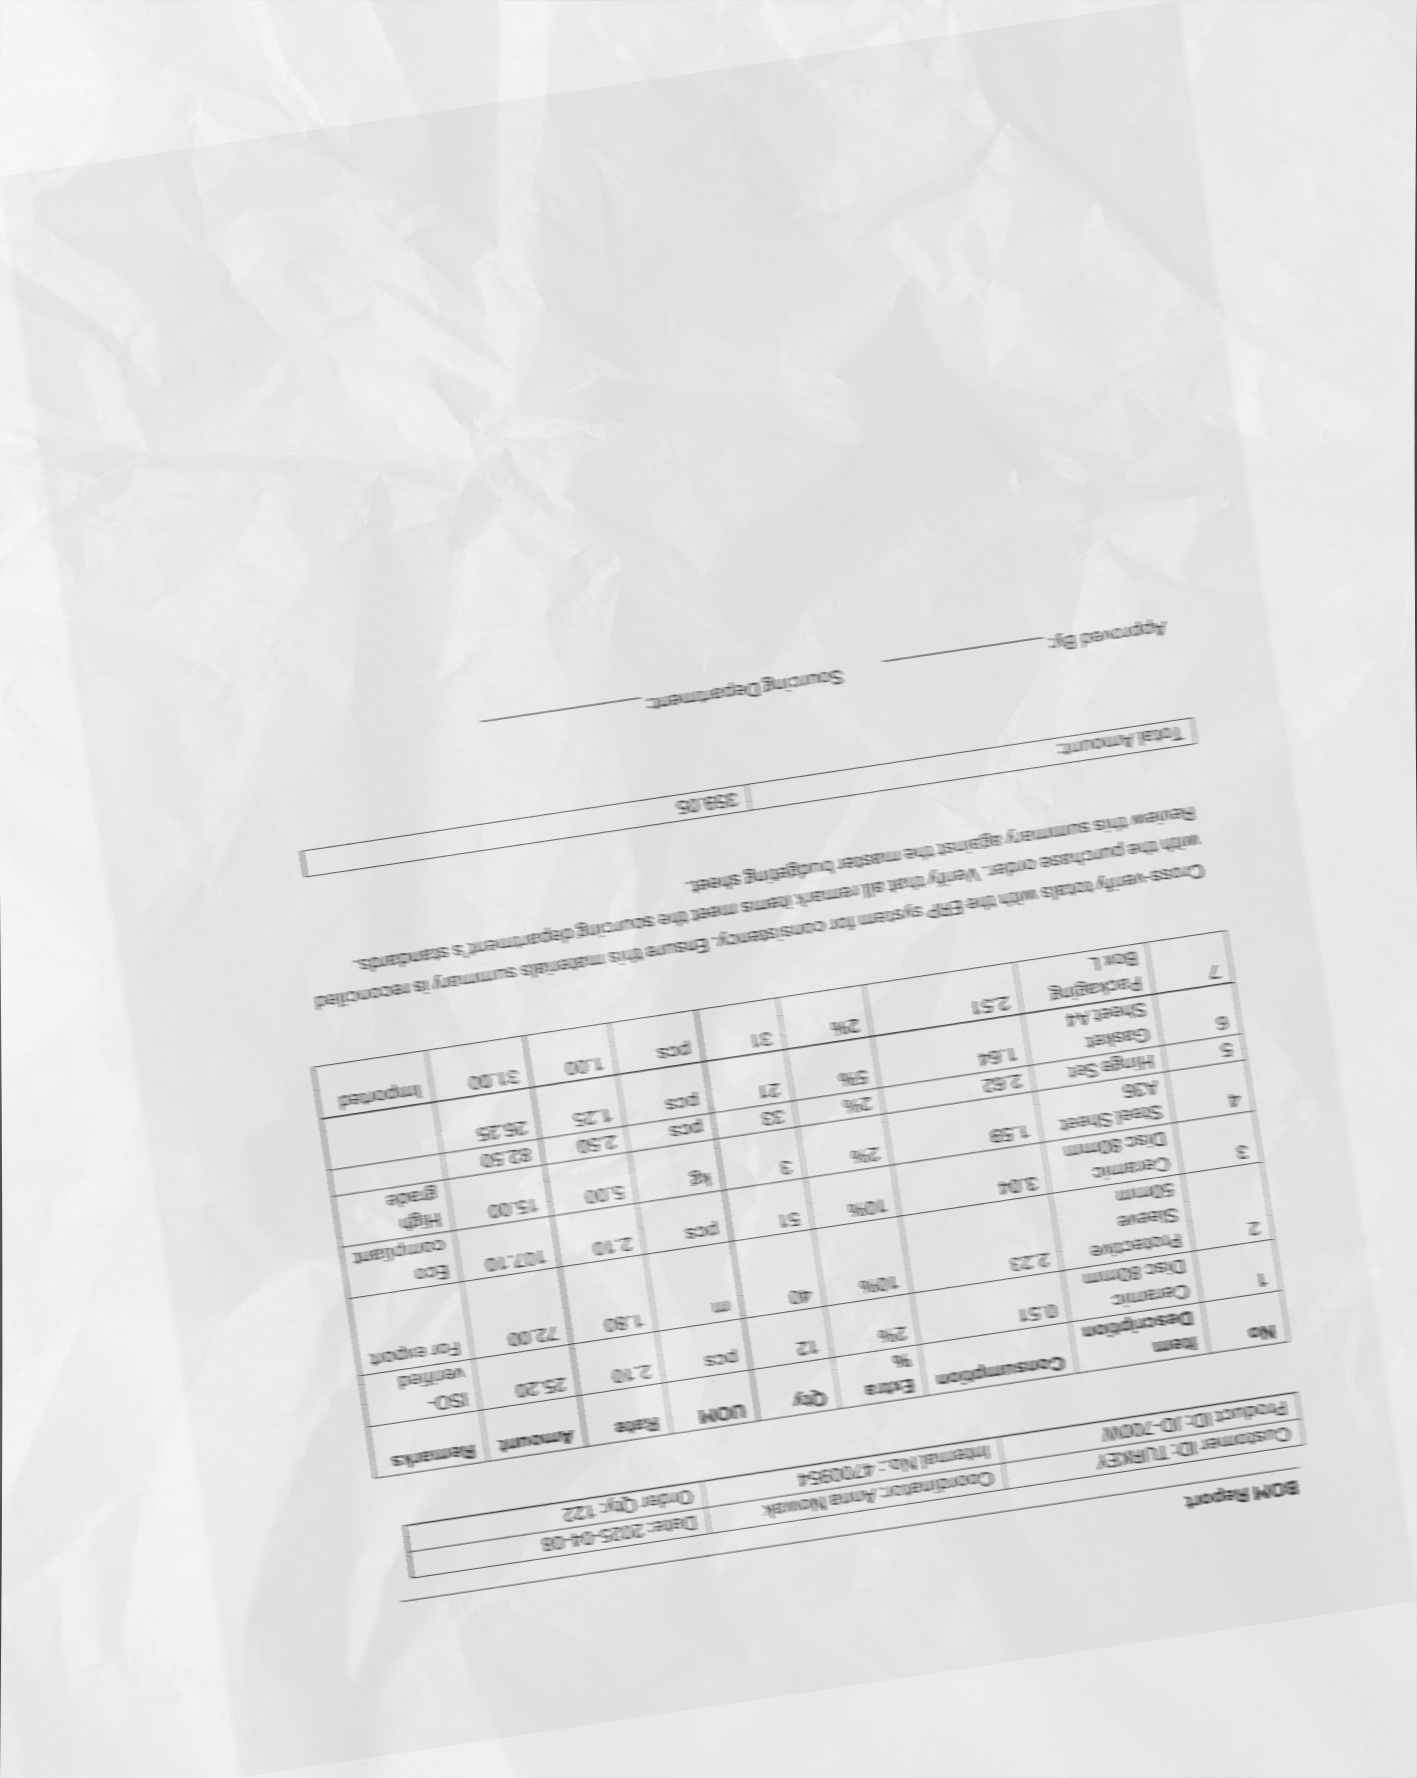 BOM Report
Customer ID: TURKEY Coordinator: Anna Nowak Date: 2025-04-08
Product ID: JD-700W Internal No.: 4700954 Order Qty: 122
No Item Description Consumption Extra % Qty UOM Rate Amount Remarks
1 Ceramic Disc 80mm 0.51 2% 12 pcs 2.10 25.20 ISO-verified
2 Protective Sleeve 50mm 2.23 10% 40 m 1.80 72.00 For export
3 Ceramic Disc 80mm 3.04 10% 51 pcs 2.10 107.10 Eco compliant
4 Steel Sheet A36 1.59 2% 3 kg 5.00 15.00 High grade
5 Hinge Set 2.62 2% 33 pcs 2.50 82.50
6 Gasket Sheet A4 1.64 5% 21 pcs 1.25 26.25
7 Packaging Box L 2.51 2% 31 pcs 1.00 31.00 Imported
Cross-verify totals with the ERP system for consistency. Ensure this materials summary is reconciled
with the purchase order. Verify that all remark items meet the sourcing department's standards.
Review this summary against the master budgeting sheet.
Total Amount: 359.05
Approved By: Sourcing Department: